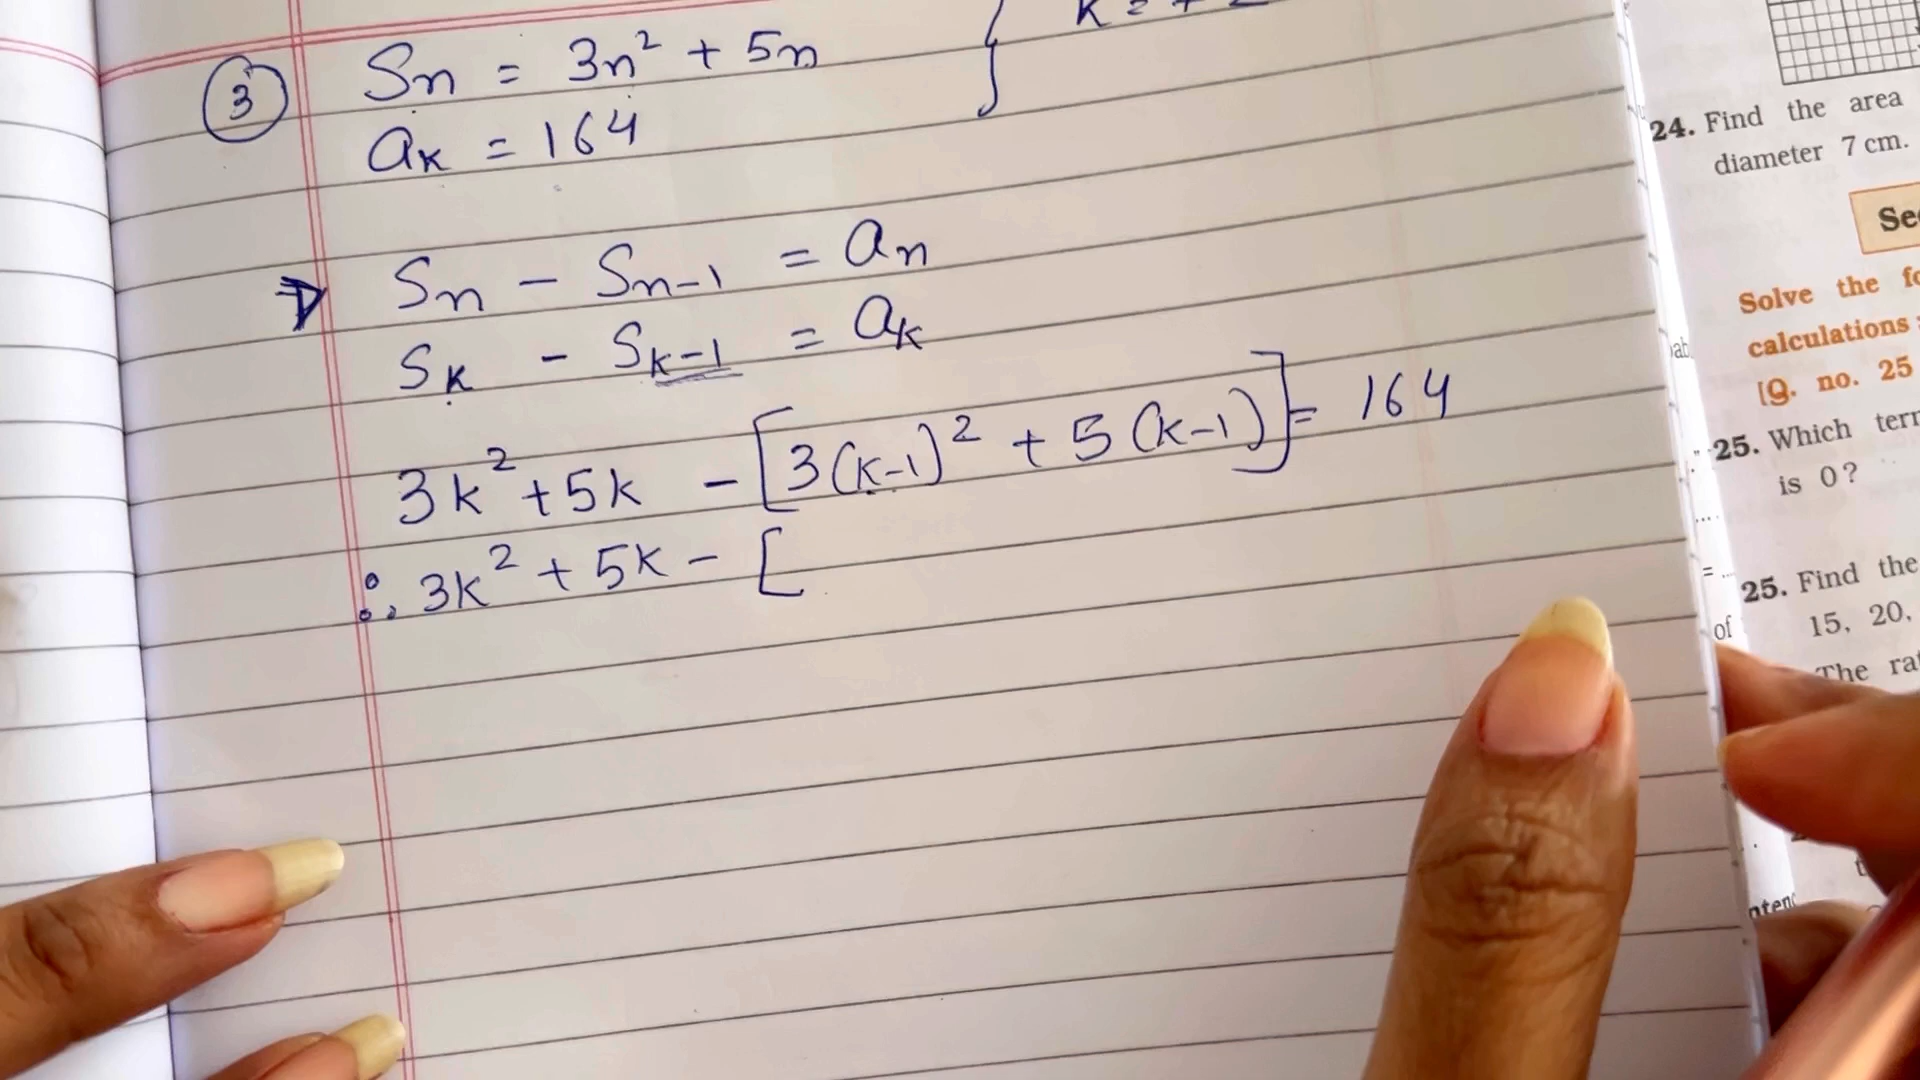 ③ Sn = 3n² + 5n
aₖ = 164
Sn - Sn-1 = an
Sₖ - Sₖ₋₁ = aₖ
3k² + 5k - [3(k-1)² + 5(k-1)] = 164
∴ 3k² + 5k - [
k =
24. Find the area
diameter 7 cm.
Solve the
calculations
[Q. no. 25
25. Which
is 0?
25. Find the
15, 20,
of
The